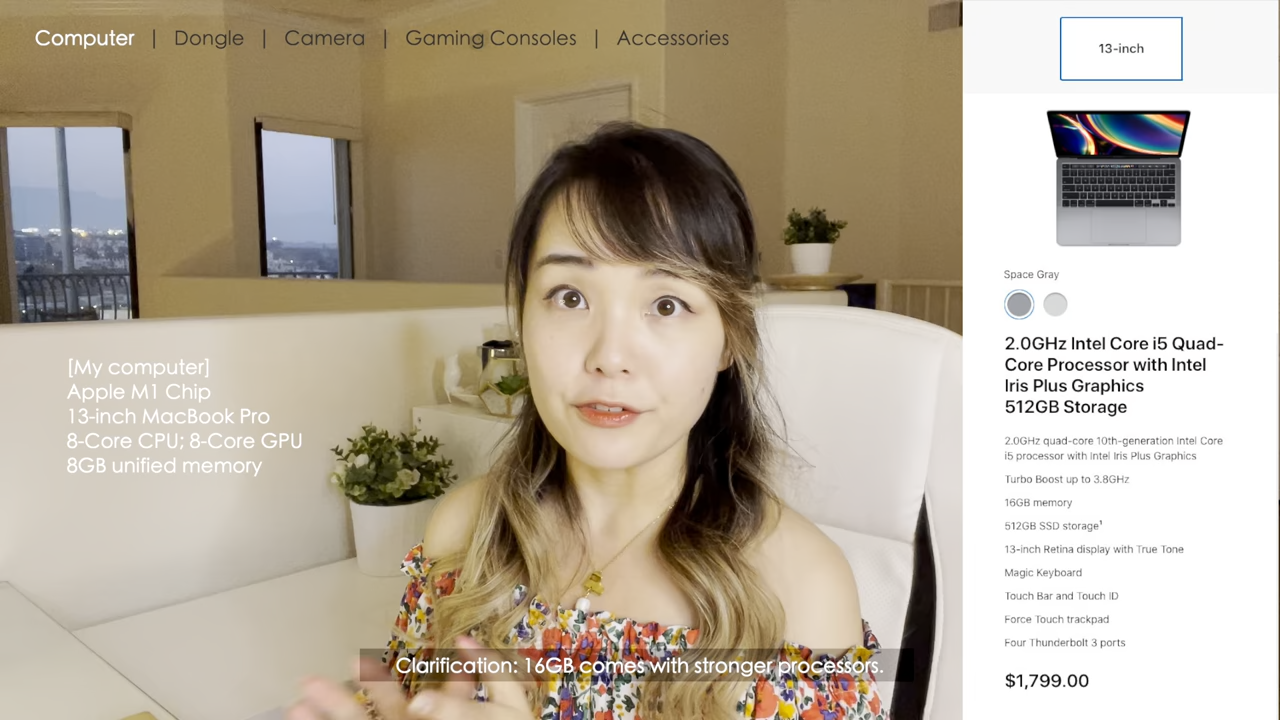 Computer | Dongle | Camera | Gaming Consoles | Accessories
[My computer]
Apple M1 Chip
13-inch MacBook Pro
8-Core CPU; 8-Core GPU
8GB unified memory
Clarification: 16GB comes with stronger processors.
13-inch
Space Gray
2.0GHz Intel Core i5 Quad-
Core Processor with Intel
Iris Plus Graphics
512GB Storage
2.0GHz quad-core 10th-generation Intel Core
i5 processor with Intel Iris Plus Graphics
Turbo Boost up to 3.8GHz
16GB memory
512GB SSD storage¹
13-inch Retina display with True Tone
Magic Keyboard
Touch Bar and Touch ID
Force Touch trackpad
Four Thunderbolt 3 ports
$1,799.00